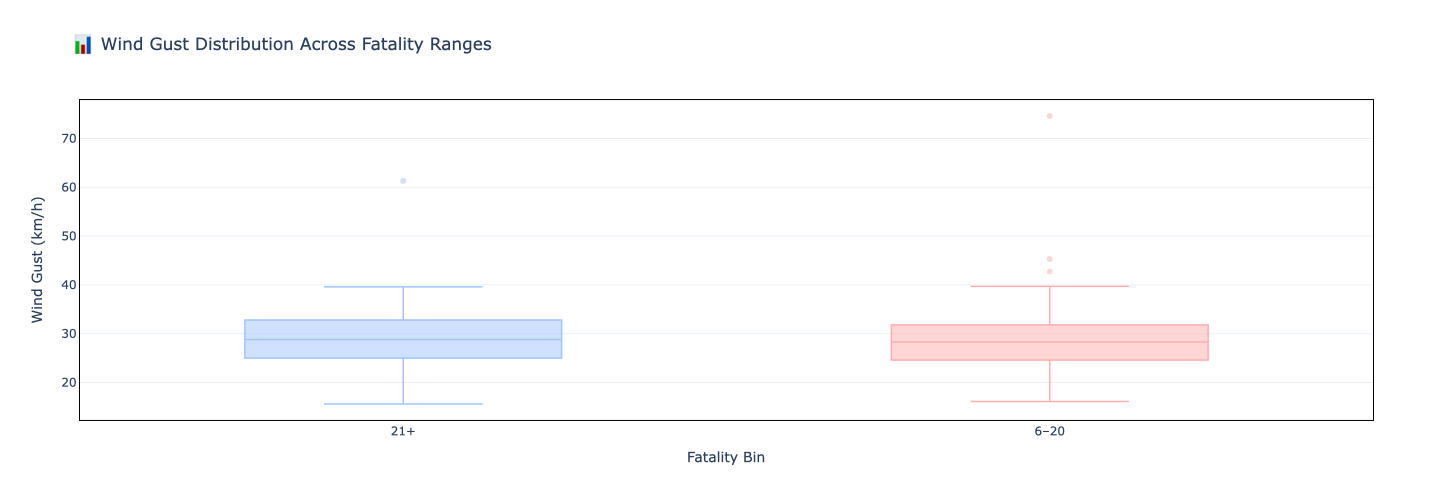 📊 Wind Gust Distribution Across Fatality Ranges
Wind Gust (km/h)
70
60
50
40
30
20
21+
6–20
Fatality Bin